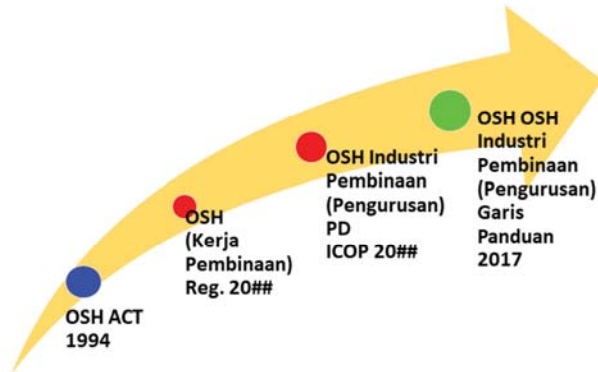 OSH ACT
1994
OSH
(Kerja
Pembinaan)
Reg. 20##
OSH Industri
Pembinaan
(Pengurusan)
PD
ICOP 20##
OSH OSH
Industri
Pembinaan
(Pengurusan)
Garis
Panduan
2017